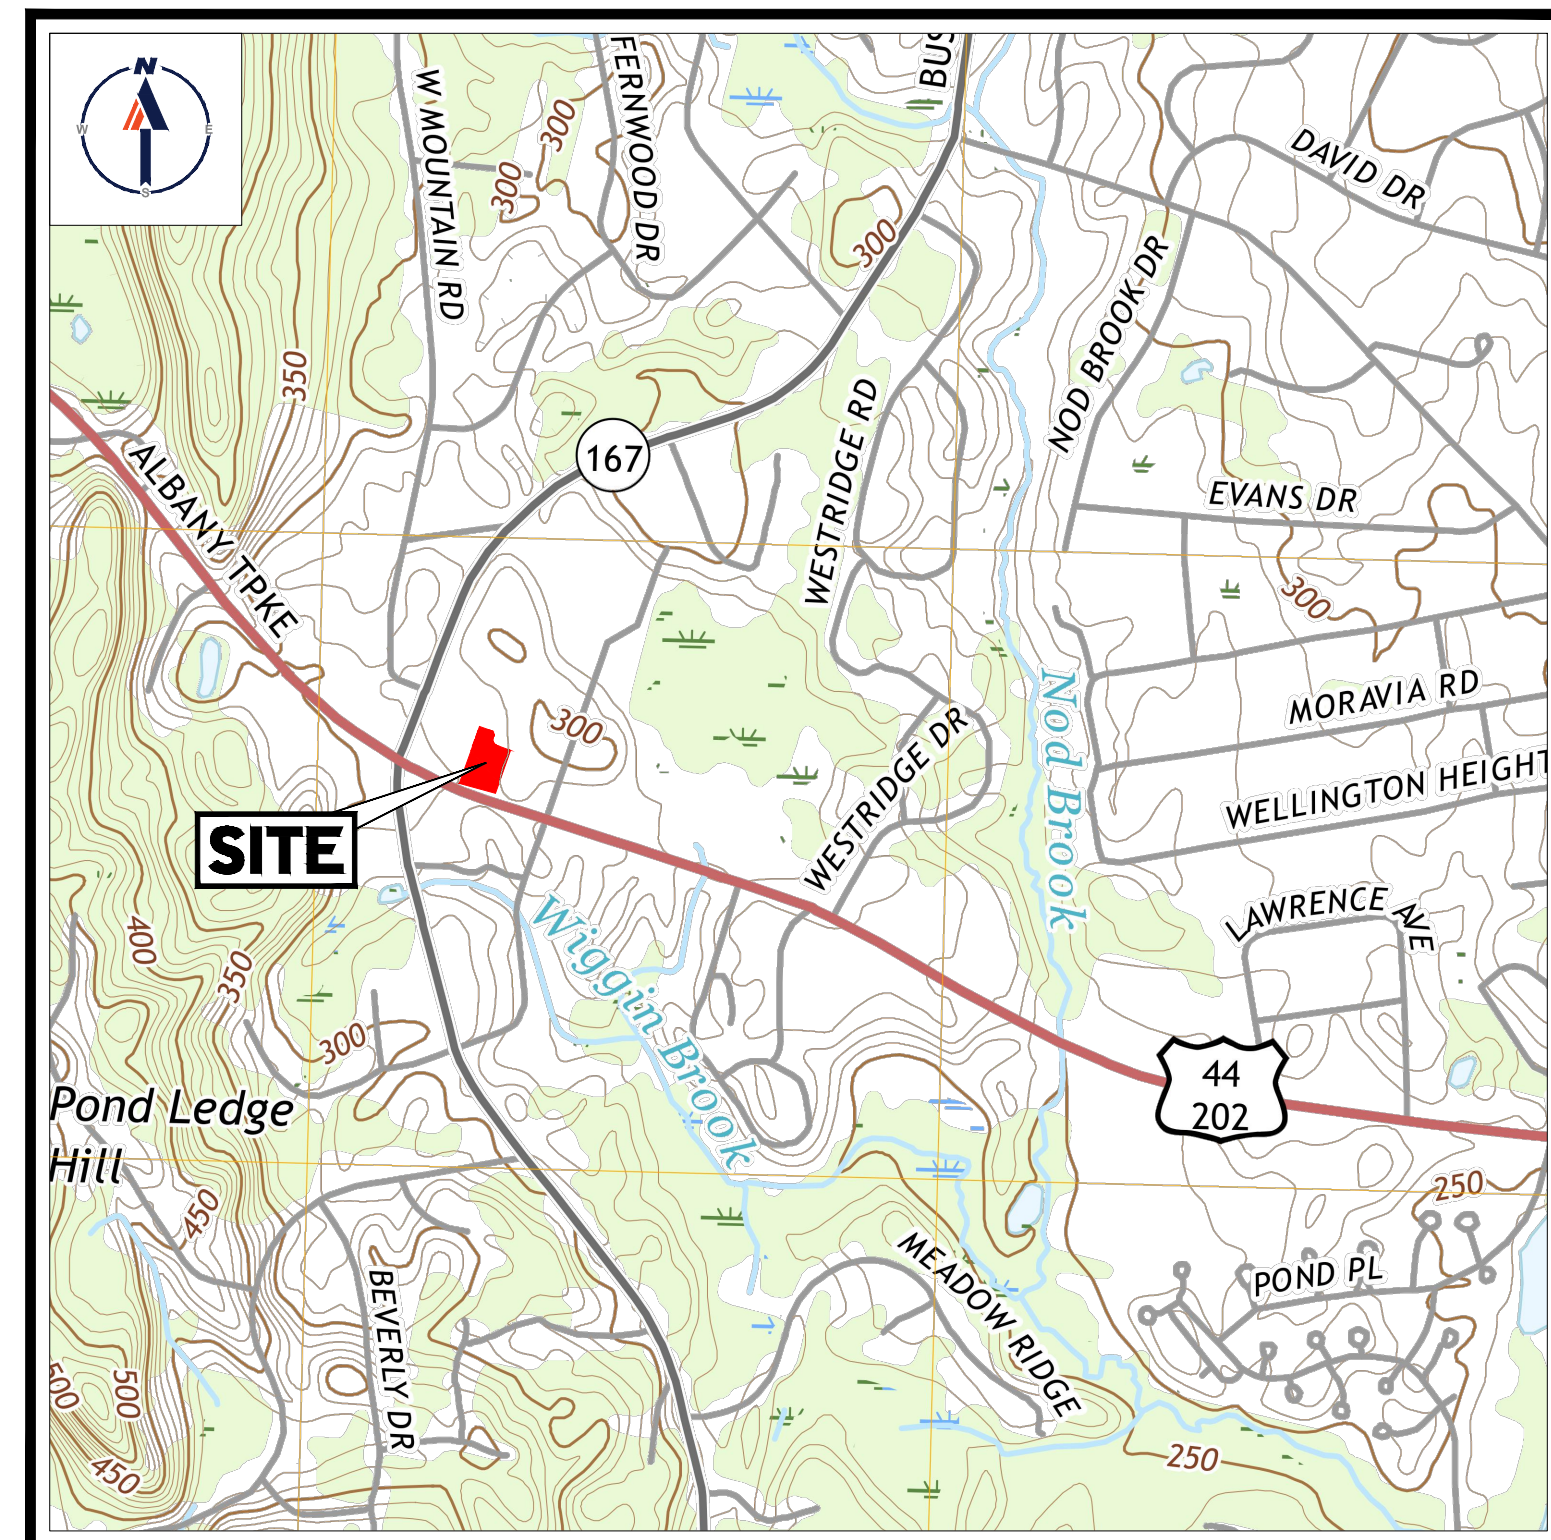 N
W
E
S
W MOUNTAIN RD
FERNWOOD DR
300
300
BUS
DAVID DR
300
NOD BROOK DR
350
WESTRIDGE RD
167
ALBANY TPKE
EVANS DR
300
Nod Brook
MORAVIA RD
300
WESTRIDGE DR
WELLINGTON HEIGHT
SITE
LAWRENCE AVE
Wiggin Brook
400
350
300
44
202
Pond Ledge
Hill
250
450
MEADOW RIDGE
POND PL
BEVERLY DR
500
500
450
250